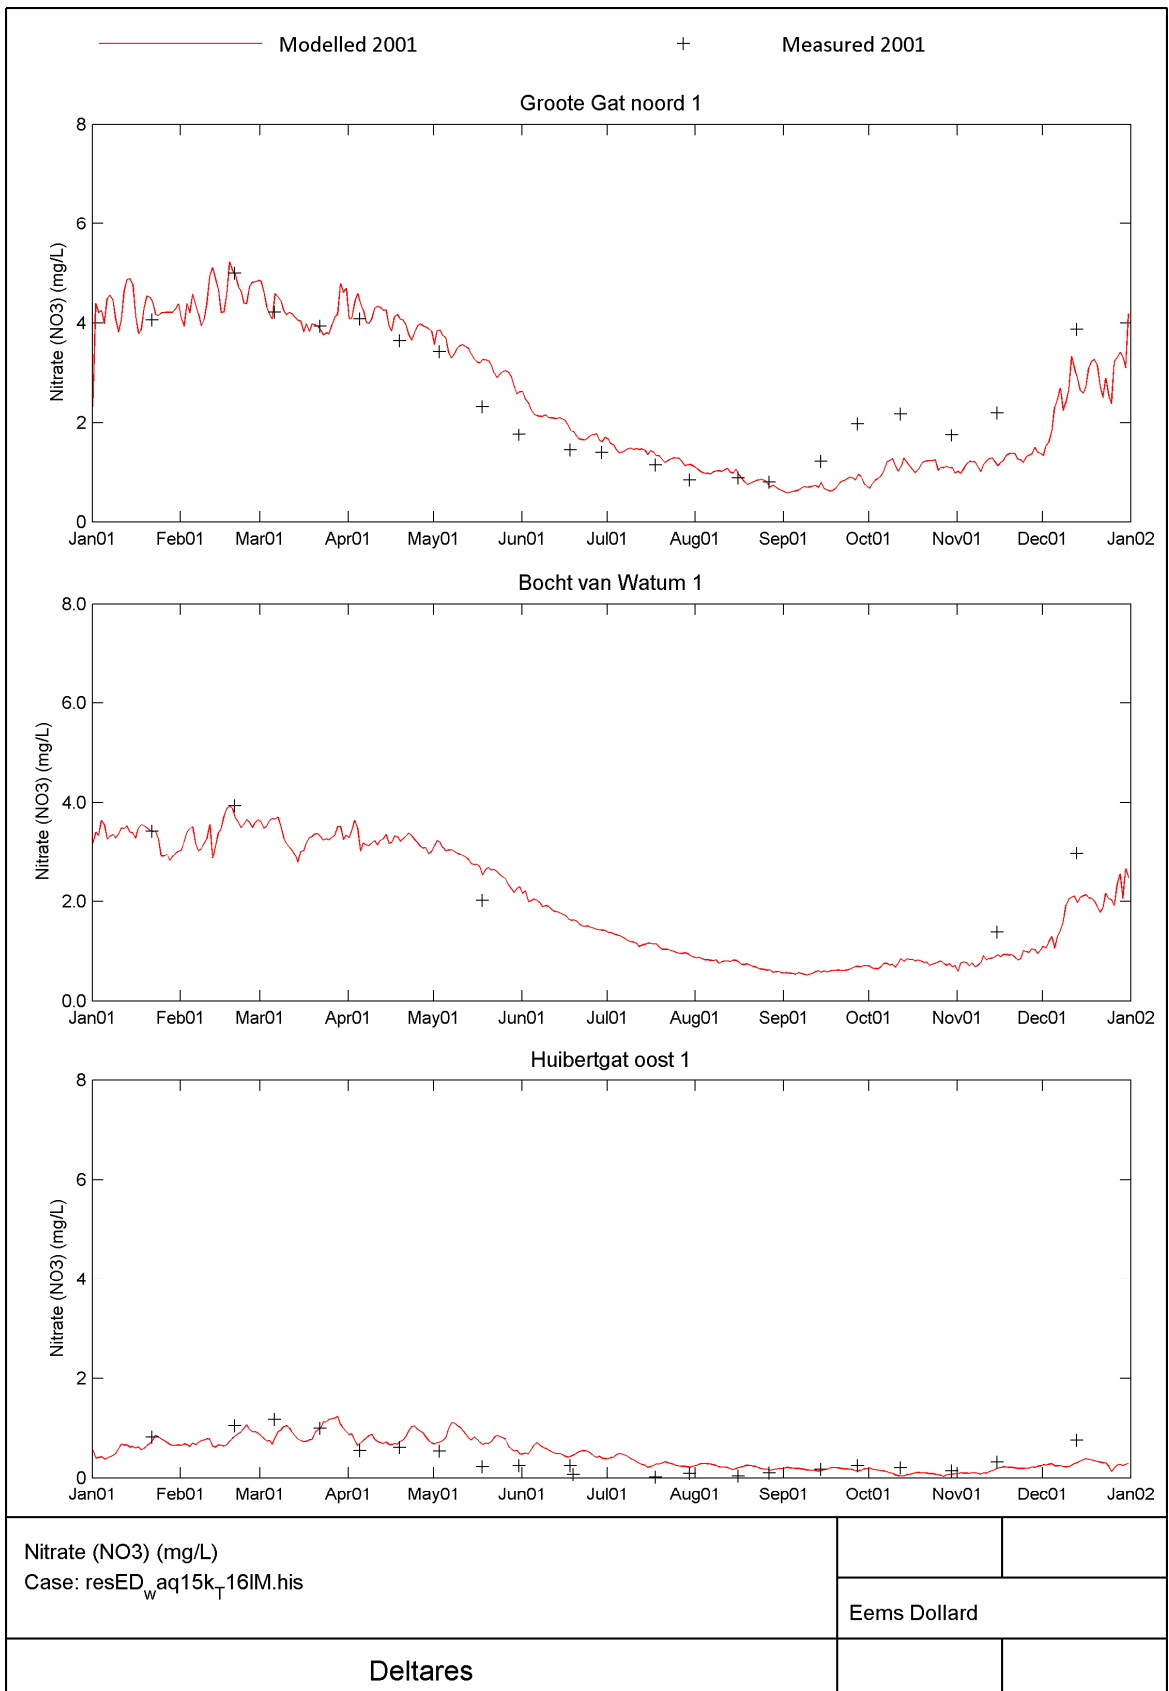 Modelled 2001 Measured 2001
Groote Gat noord 1
Nitrate (NO3) (mg/L)
8
6
4
2
0
Jan01 Feb01 Mar01 Apr01 May01 Jun01 Jul01 Aug01 Sep01 Oct01 Nov01 Dec01 Jan02
Bocht van Watum 1
Nitrate (NO3) (mg/L)
8.0
6.0
4.0
2.0
0.0
Jan01 Feb01 Mar01 Apr01 May01 Jun01 Jul01 Aug01 Sep01 Oct01 Nov01 Dec01 Jan02
Huibertgat oost 1
Nitrate (NO3) (mg/L)
8
6
4
2
0
Jan01 Feb01 Mar01 Apr01 May01 Jun01 Jul01 Aug01 Sep01 Oct01 Nov01 Dec01 Jan02
Nitrate (NO3) (mg/L)
Case: resED_waq15k_T16IM.his
Eems Dollard
Deltares